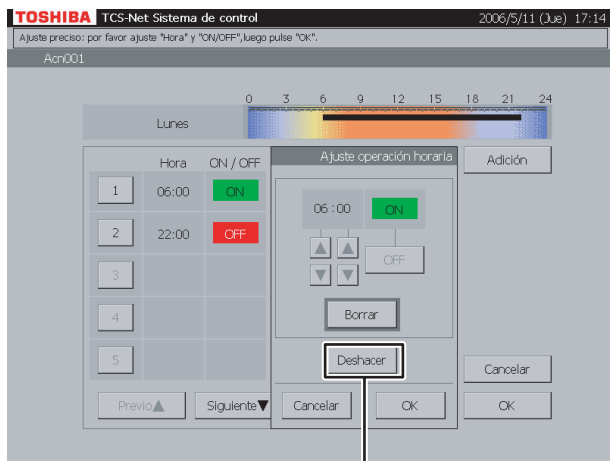 TOSHIBA TCS-Net Sistema de control 2006/5/11 (Jue) 17:14
Ajuste preciso: por favor ajuste "Hora" y "ON/OFF",luego pulse "OK".
Acn001
0 3 6 9 12 15 18 21 24
Lunes
Hora ON / OFF
Ajuste operación horaria
Adición
1 06:00 ON
06:00 ON
2 22:00 OFF
▲ ▲
OFF
3
▼ ▼
4
Borrar
5
Deshacer
Cancelar
Previo▲ Siguiente▼ Cancelar OK OK